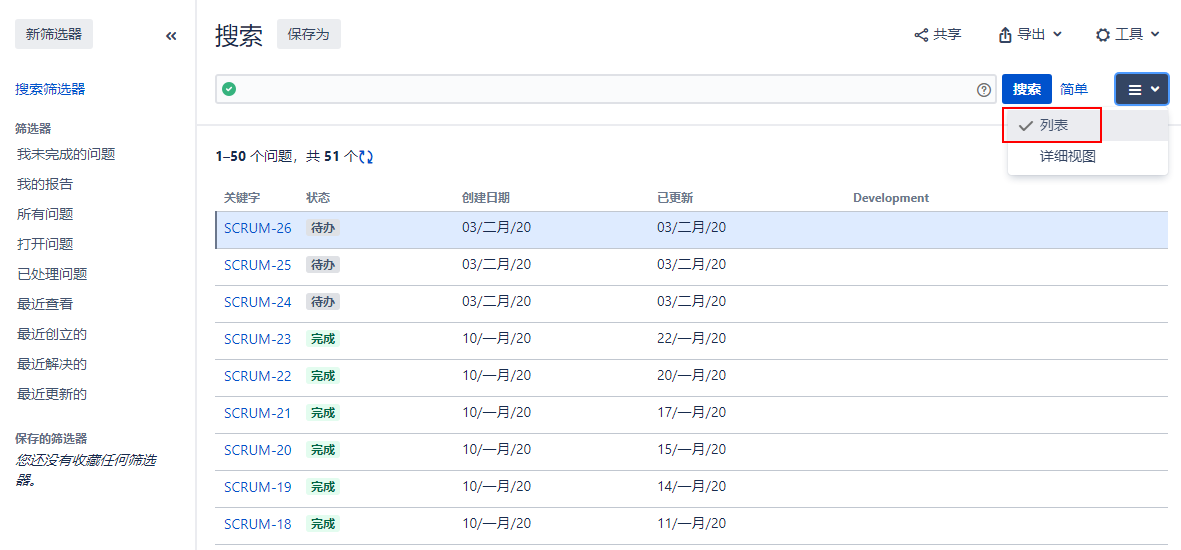 新筛选器
«
搜索筛选器
筛选器
我未完成的问题
我的报告
所有问题
打开问题
已处理问题
最近查看
最近创立的
最近解决的
最近更新的
保存的筛选器
您还没有收藏任何筛选
器。
搜索 保存为 共享 导出 工具
搜索 简单
列表
详细视图
1–50 个问题，共 51 个
关键字 状态 创建日期 已更新 Development
SCRUM-26 待办 03/二月/20 03/二月/20
SCRUM-25 待办 03/二月/20 03/二月/20
SCRUM-24 待办 03/二月/20 03/二月/20
SCRUM-23 完成 10/一月/20 22/一月/20
SCRUM-22 完成 10/一月/20 20/一月/20
SCRUM-21 完成 10/一月/20 17/一月/20
SCRUM-20 完成 10/一月/20 15/一月/20
SCRUM-19 完成 10/一月/20 14/一月/20
SCRUM-18 完成 10/一月/20 11/一月/20